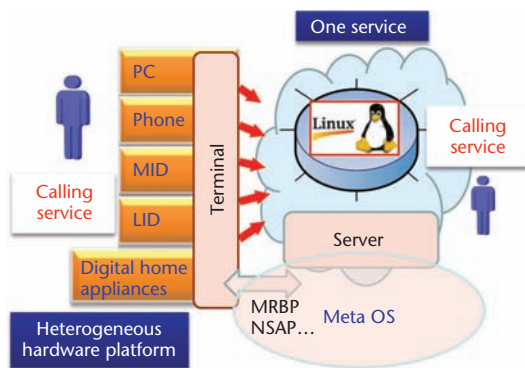 One service
PC
Phone
MID
LID
Digital home
appliances
Terminal
Calling
service
Linux
Calling
service
Server
MRBP
NSAP...
Meta OS
Heterogeneous
hardware platform